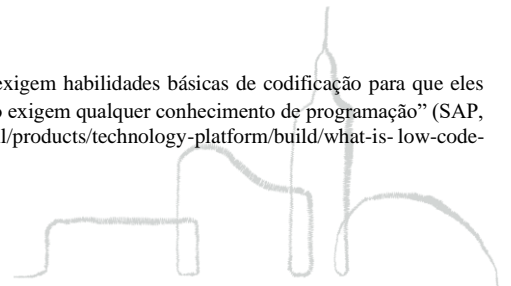 exigem habilidades básicas de codificação para que eles
o exigem qualquer conhecimento de programação” (SAP,
l/products/technology-platform/build/what-is- low-code-